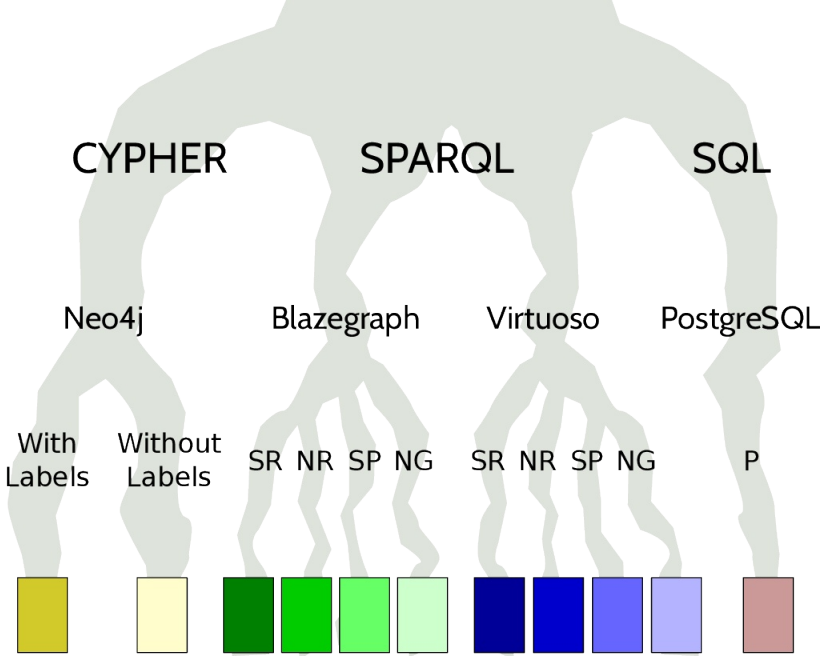 CYPHER SPARQL SQL
Neo4j Blazegraph Virtuoso PostgreSQL
With Labels Without Labels SR NR SP NG SR NR SP NG P